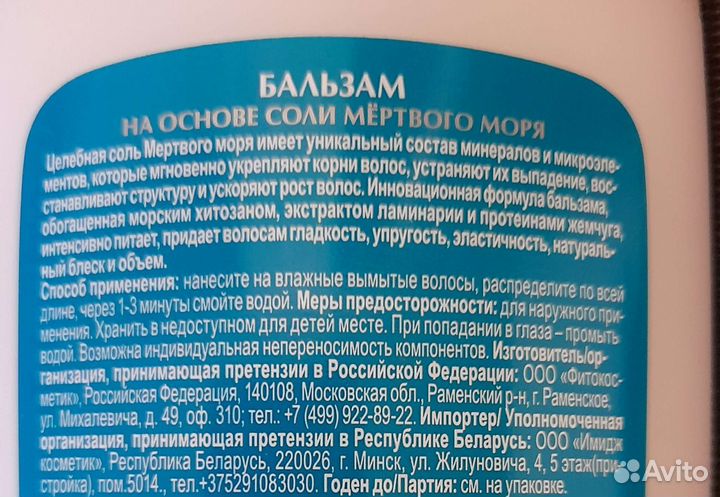 БАЛЬЗАМ
НА ОСНОВЕ СОЛИ МЁРТВОГО МОРЯ
Целебная соль Мертвого моря имеет уникальный состав минералов и микроэле-
ментов, которые мгновенно укрепляют корни волос, устраняют их выпадение, вос-
станавливают структуру и ускоряют рост волос. Инновационная формула бальзама,
обогащенная морским хитозаном, экстрактом ламинарии и протеинами жемчуга,
интенсивно питает, придает волосам гладкость, упругость, эластичность, натураль-
ный блеск и объем.
Способ применения: нанесите на влажные вымытые волосы, распределите по всей
длине, через 1-3 минуты смойте водой. Меры предосторожности: для наружного при-
менения. Хранить в недоступном для детей месте. При попадании в глаза – промыть
водой. Возможна индивидуальная непереносимость компонентов. Изготовитель/ор-
ганизация, принимающая претензии в Российской Федерации: ООО «Фитокос-
метик», Российская Федерация, 140108, Московская обл., Раменский р-н, г. Раменское,
ул. Михалевича, д. 49, оф. 310; тел.: +7 (499) 922-89-22. Импортер/ Уполномоченная
организация, принимающая претензии в Республике Беларусь: ООО «Имидж
косметик», Республика Беларусь, 220026, г. Минск, ул. Жилуновича, 4, 5 этаж(при-
стройка), пом.5014., тел.+375291083030. Годен до/Партия: см. на упаковке.
Avito